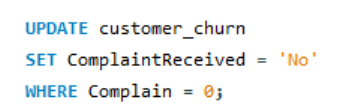 UPDATE customer_churn
SET ComplaintReceived = 'No'
WHERE Complain = 0;